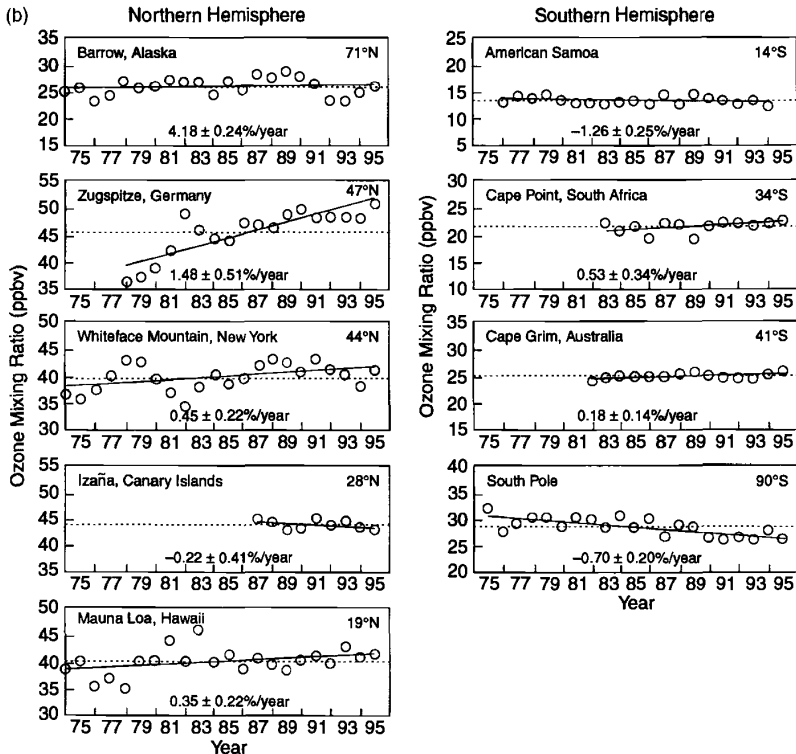 (b)
Northern Hemisphere
Ozone Mixing Ratio (ppbv)
Barrow, Alaska 71°N
35
30
25
20
15
4.18 ± 0.24%/year
75 77 79 81 83 85 87 89 91 93 95
Zugspitze, Germany 47°N
55
50
45
40
35
1.48 ± 0.51%/year
75 77 79 81 83 85 87 89 91 93 95
Whiteface Mountain, New York 44°N
50
45
40
35
30
0.45 ± 0.22%/year
75 77 79 81 83 85 87 89 91 93 95
Izaña, Canary Islands 28°N
55
50
45
40
35
−0.22 ± 0.41%/year
75 77 79 81 83 85 87 89 91 93 95
Mauna Loa, Hawaii 19°N
50
45
40
35
30
0.35 ± 0.22%/year
75 77 79 81 83 85 87 89 91 93 95
Year
Southern Hemisphere
Ozone Mixing Ratio (ppbv)
American Samoa 14°S
25
20
15
10
5
−1.26 ± 0.25%/year
75 77 79 81 83 85 87 89 91 93 95
Cape Point, South Africa 34°S
30
25
20
15
10
0.53 ± 0.34%/year
75 77 79 81 83 85 87 89 91 93 95
Cape Grim, Australia 41°S
35
30
25
20
15
0.18 ± 0.14%/year
75 77 79 81 83 85 87 89 91 93 95
South Pole 90°S
40
35
30
25
20
−0.70 ± 0.20%/year
75 77 79 81 83 85 87 89 91 93 95
Year